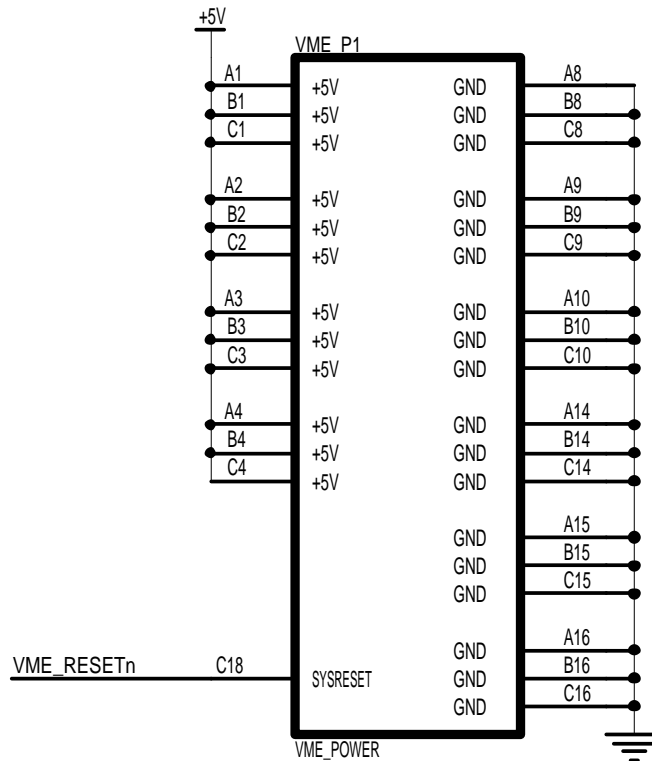 +5V
VME_P1
A1 +5V GND A8
B1 +5V GND B8
C1 +5V GND C8
A2 +5V GND A9
B2 +5V GND B9
C2 +5V GND C9
A3 +5V GND A10
B3 +5V GND B10
C3 +5V GND C10
A4 +5V GND A14
B4 +5V GND B14
C4 +5V GND C14
GND A15
GND B15
GND C15
GND A16
VME_RESETn C18 SYSRESET GND B16
GND C16
VME_POWER